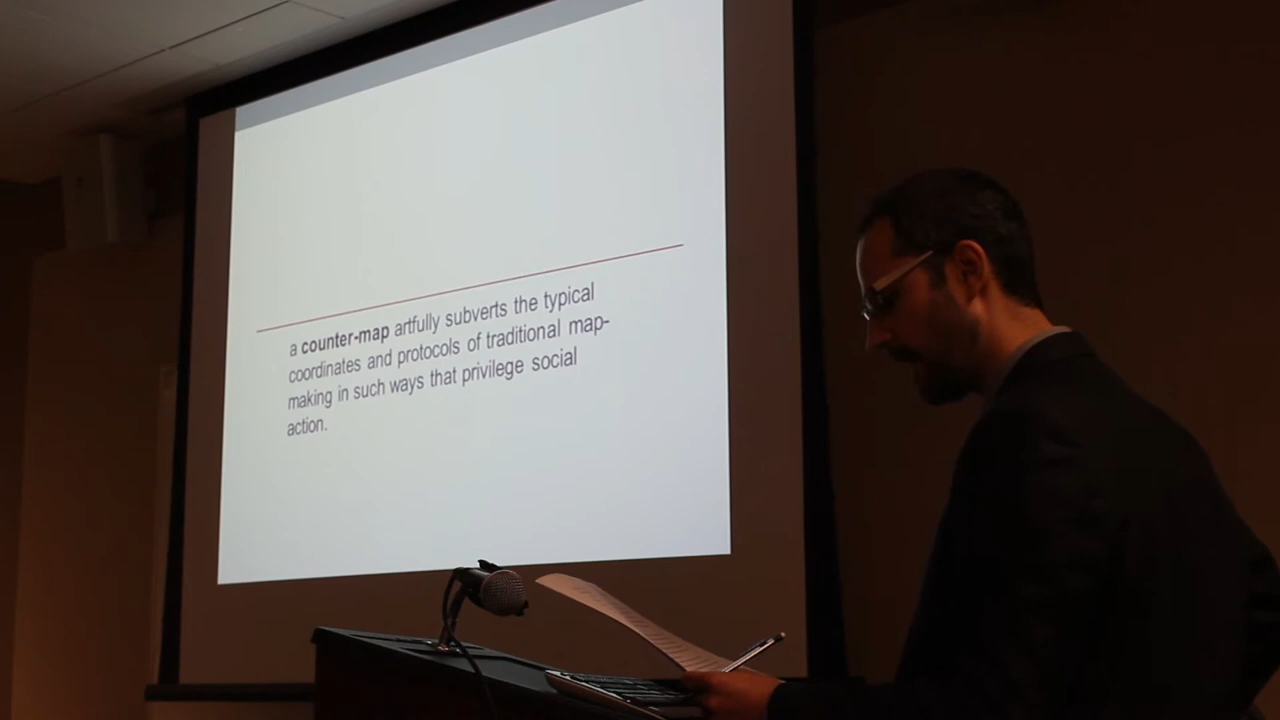 a counter-map artfully subverts the typical
coordinates and protocols of traditional map-
making in such ways that privilege social
action.